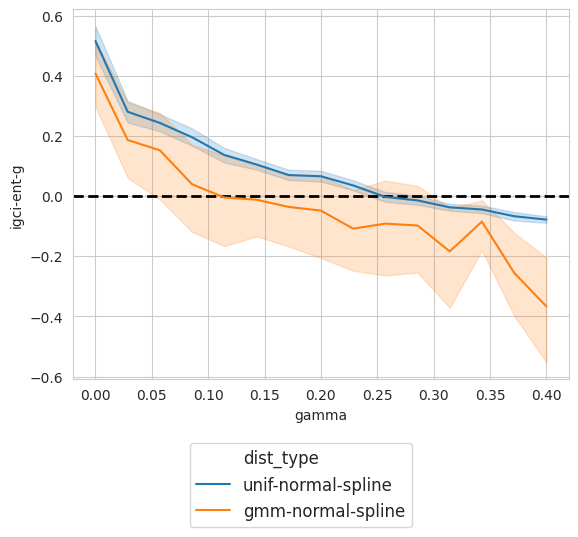 0.6
0.4
0.2
0.0
−0.2
−0.4
−0.6
igci-ent-g
0.00 0.05 0.10 0.15 0.20 0.25 0.30 0.35 0.40
gamma
dist_type
unif-normal-spline
gmm-normal-spline